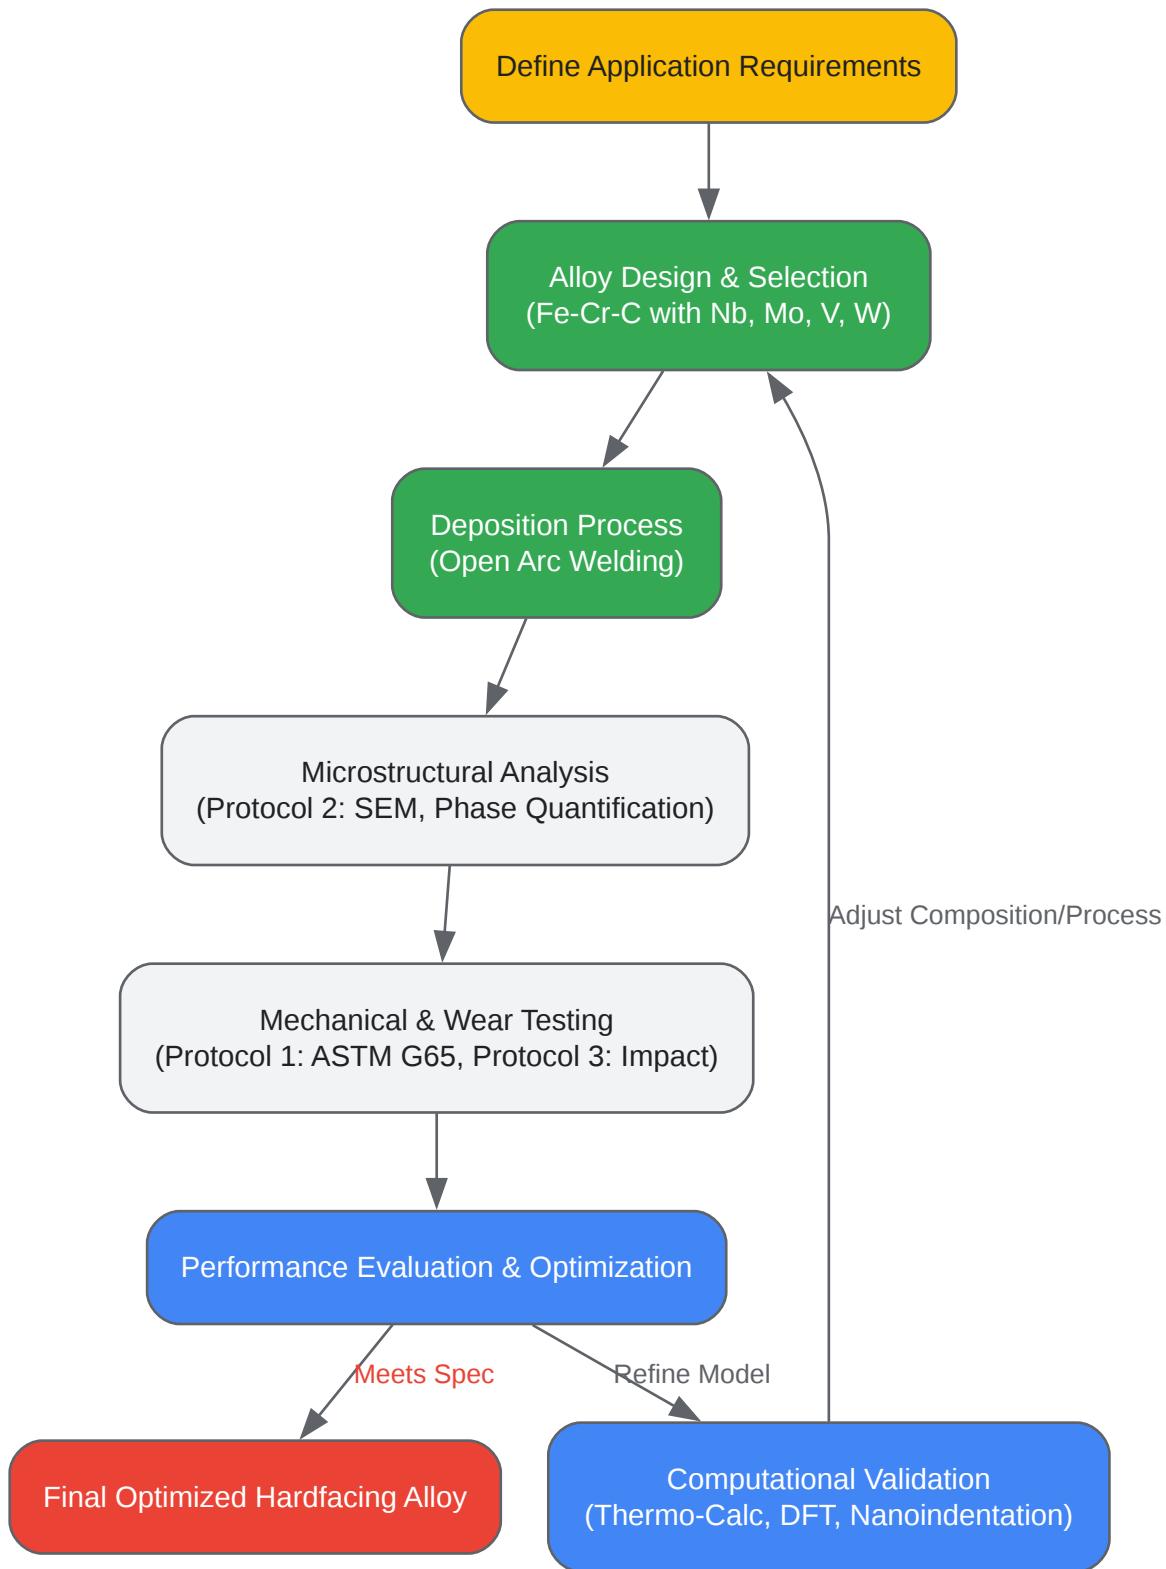 Define Application Requirements
Alloy Design & Selection
(Fe-Cr-C with Nb, Mo, V, W)
Deposition Process
(Open Arc Welding)
Microstructural Analysis
(Protocol 2: SEM, Phase Quantification)
Adjust Composition/Process
Mechanical & Wear Testing
(Protocol 1: ASTM G65, Protocol 3: Impact)
Performance Evaluation & Optimization
Meets Spec
Refine Model
Final Optimized Hardfacing Alloy
Computational Validation
(Thermo-Calc, DFT, Nanoindentation)